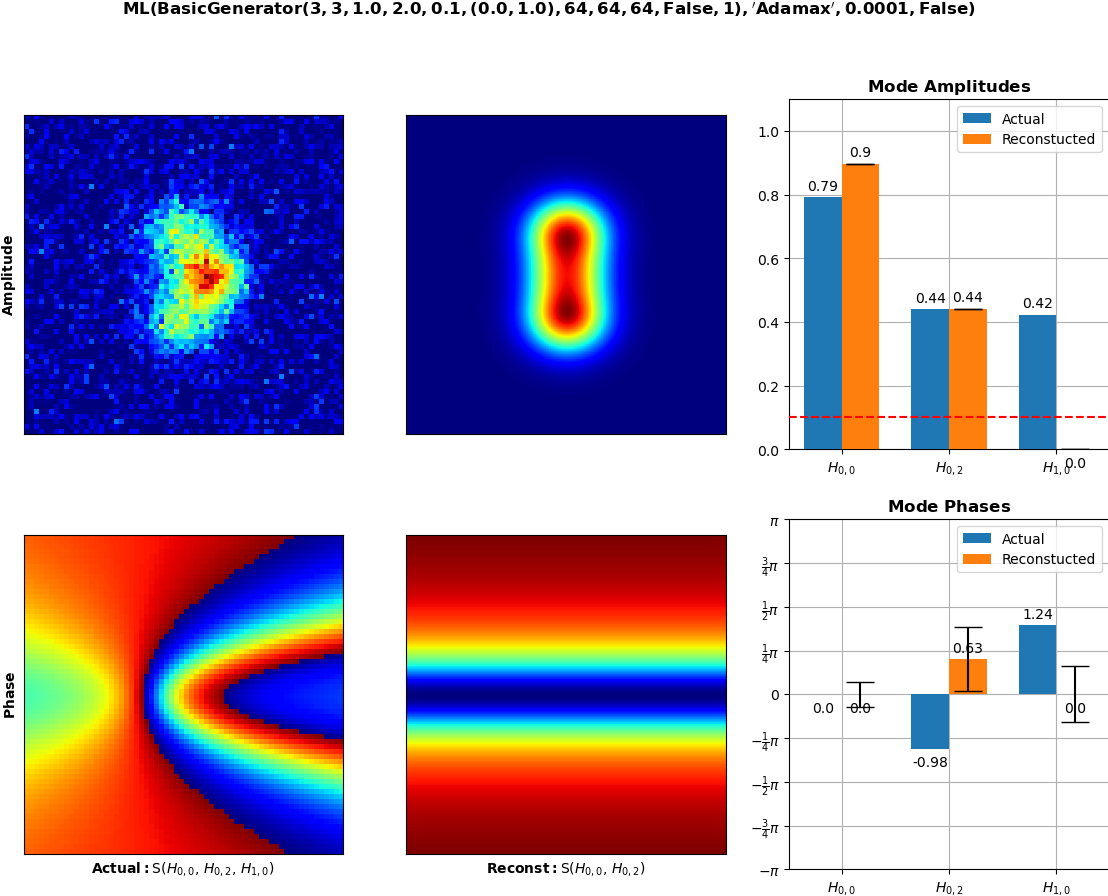 ML(BasicGenerator(3, 3, 1.0, 2.0, 0.1, (0.0, 1.0), 64, 64, 64, False, 1), ′Adamax′, 0.0001, False)
Amplitude
Mode Amplitudes
Actual
Reconstucted
1.0
0.8
0.6
0.4
0.2
0.0
0.79
0.9
0.44
0.44
0.42
0.0
H0,0
H0,2
H1,0
Phase
Actual: S(H0,0, H0,2, H1,0)
Reconst: S(H0,0, H0,2)
Mode Phases
Actual
Reconstucted
π
3/4π
1/2π
1/4π
0
−1/4π
−1/2π
−3/4π
−π
0.0
0.0
-0.98
0.63
1.24
0.0
H0,0
H0,2
H1,0